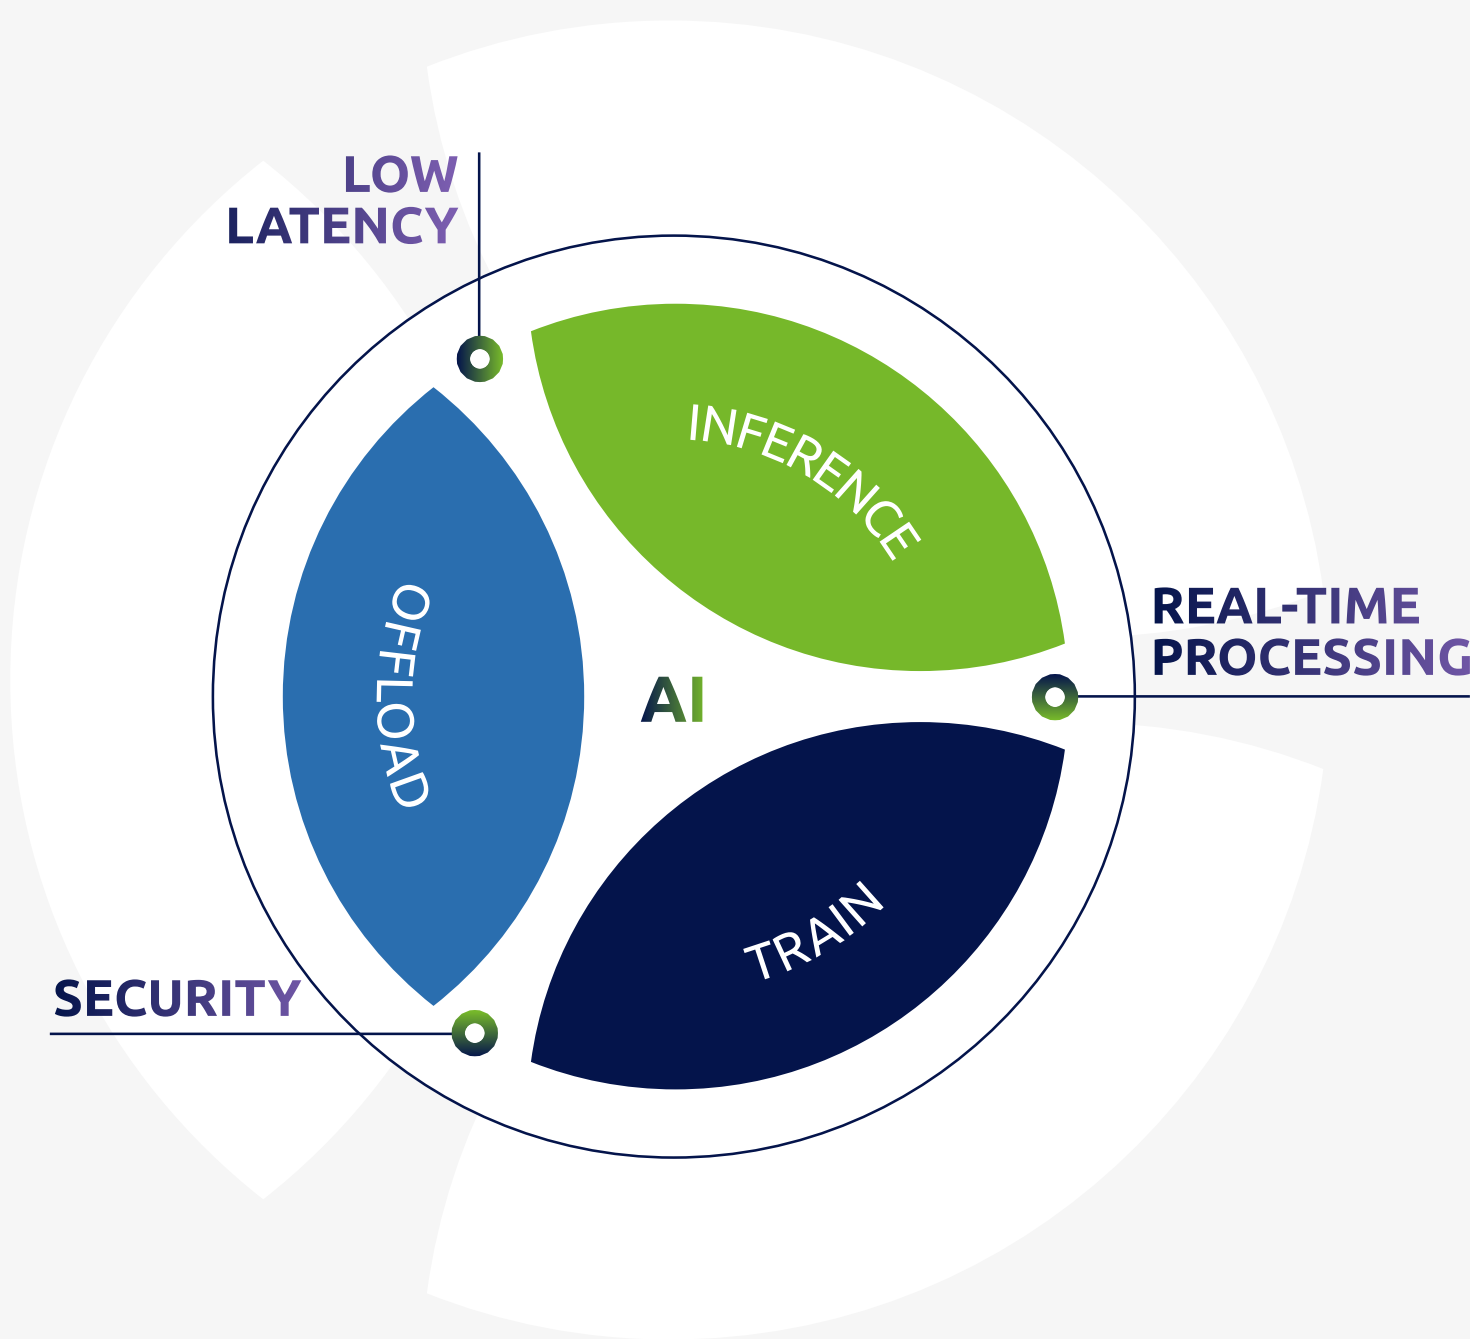 LOW
LATENCY
INFERENCE
REAL-TIME
PROCESSING
OFFLOAD
AI
TRAIN
SECURITY